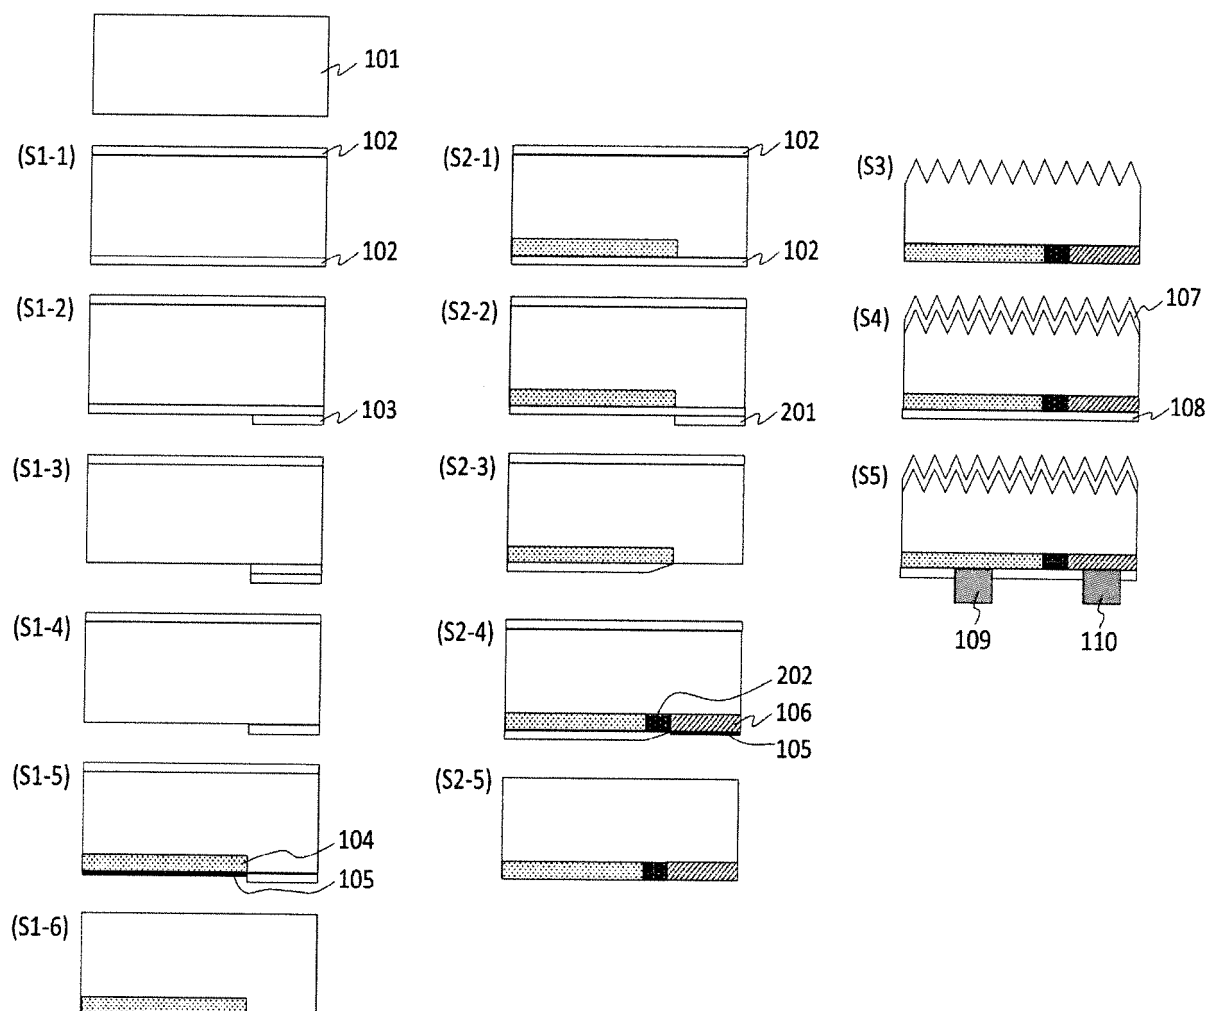 101
(S1-1)
102
102
(S1-2)
103
(S1-3)
(S1-4)
(S1-5)
104
105
(S1-6)
(S2-1)
102
102
(S2-2)
201
(S2-3)
(S2-4)
202
106
105
(S2-5)
(S3)
(S4)
107
108
(S5)
109
110